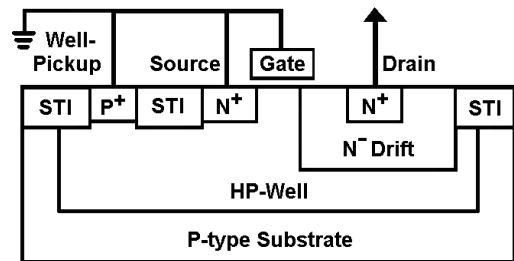 Well-
Pickup
Source
Gate
Drain
STI
P+
STI
N+
N+
STI
N- Drift
HP-Well
P-type Substrate